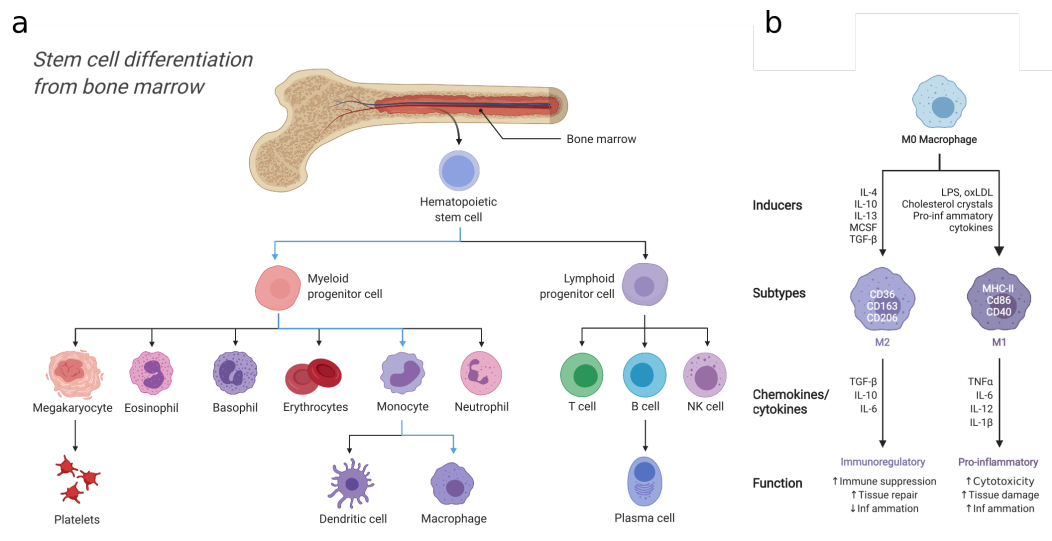 a
Stem cell differentiation
from bone marrow
Bone marrow
Hematopoietic
stem cell
Myeloid
progenitor cell
Lymphoid
progenitor cell
Megakaryocyte
Eosinophil
Basophil
Erythrocytes
Monocyte
Neutrophil
T cell
B cell
NK cell
Platelets
Dendritic cell
Macrophage
Plasma cell
b
M0 Macrophage
Inducers
IL-4
IL-10
IL-13
MCSF
TGF-β
LPS, oxLDL
Cholesterol crystals
Pro-inf ammatory
cytokines
Subtypes
CD36
CD163
CD206
M2
MHC-II
Cd86
CD40
M1
Chemokines/
cytokines
TGF-β
IL-10
IL-6
TNFα
IL-6
IL-12
IL-1β
Function
Immunoregulatory
↑Immune suppression
↑Tissue repair
↓Inf ammation
Pro-inflammatory
↑Cytotoxicity
↑Tissue damage
↑Inf ammation